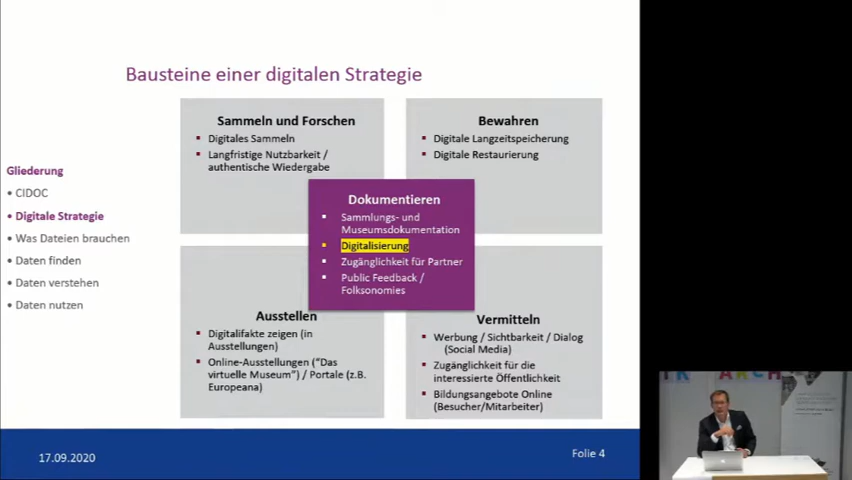 Bausteine einer digitalen Strategie
Gliederung
• CIDOC
• Digitale Strategie
• Was Dateien brauchen
• Daten finden
• Daten verstehen
• Daten nutzen
Sammeln und Forschen
▪ Digitales Sammeln
▪ Langfristige Nutzbarkeit /
authentische Wiedergabe
Bewahren
▪ Digitale Langzeitspeicherung
▪ Digitale Restaurierung
Dokumentieren
▪ Sammlungs- und
Museumsdokumentation
▪ Digitalisierung
▪ Zugänglichkeit für Partner
▪ Public Feedback /
Folksonomies
Ausstellen
▪ Digitalifakte zeigen (in
Ausstellungen)
▪ Online-Ausstellungen (“Das
virtuelle Museum”) / Portale (z.B.
Europeana)
Vermitteln
▪ Werbung / Sichtbarkeit / Dialog
(Social Media)
▪ Zugänglichkeit für die
interessierte Öffentlichkeit
▪ Bildungsangebote Online
(Besucher/Mitarbeiter)
17.09.2020
Folie 4